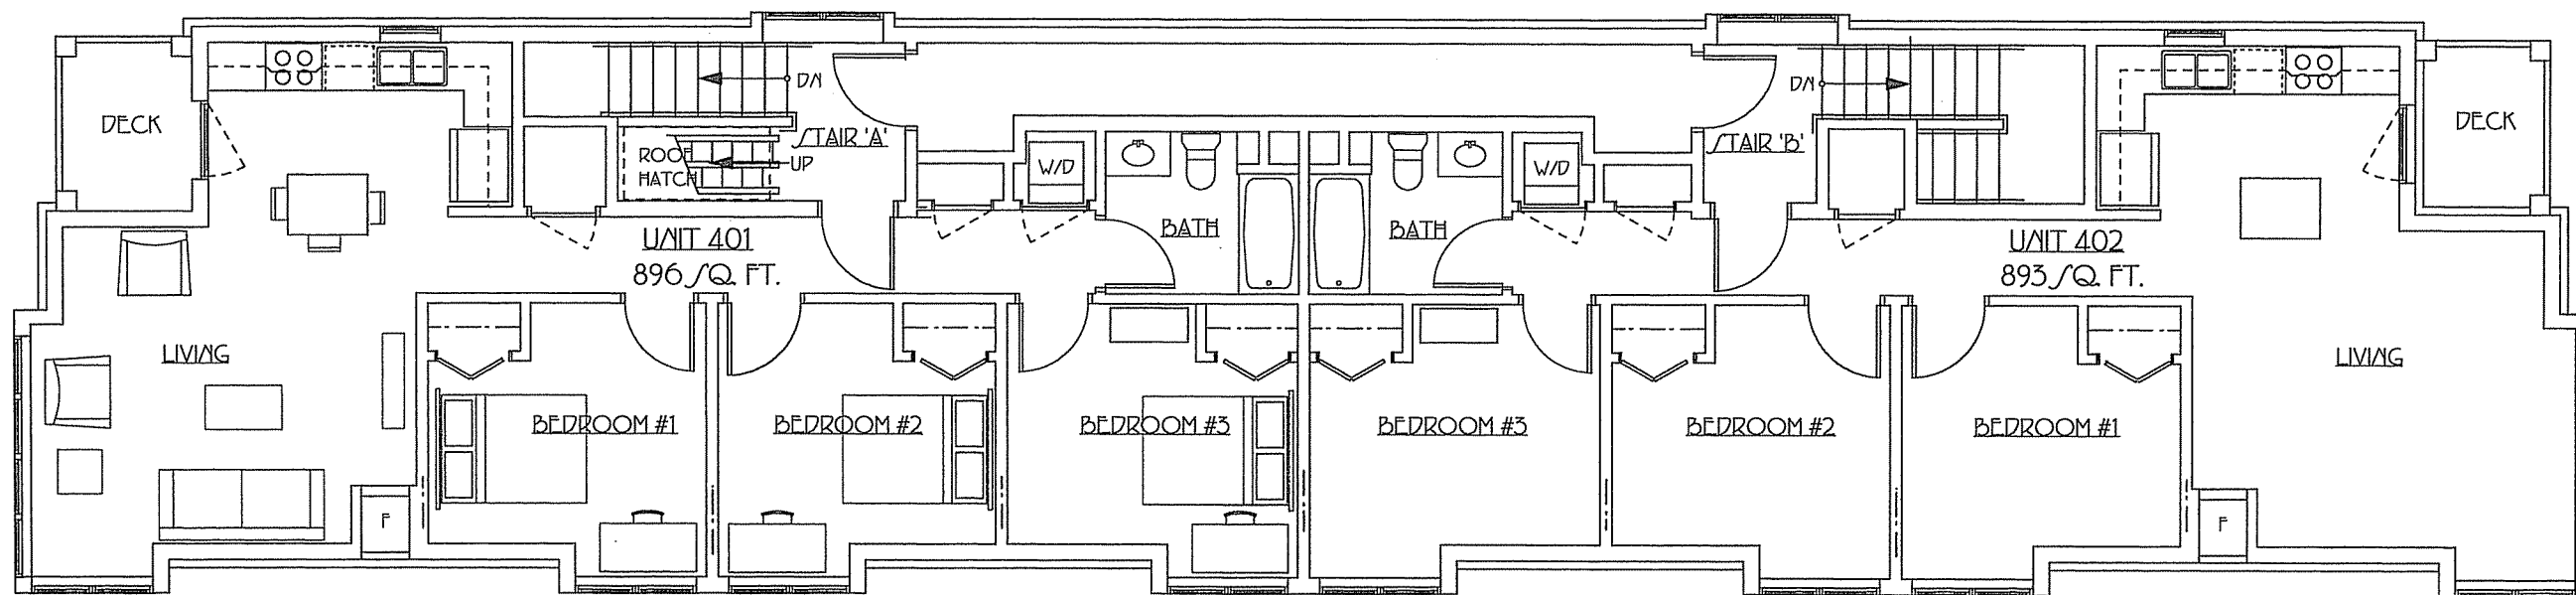 DN
DN
DECK
DECK
STAIR 'A'
STAIR 'B'
ROOF
HATCH
UP
W/D
W/D
BATH
BATH
UNIT 401
896 SQ. FT.
UNIT 402
893 SQ. FT.
LIVING
LIVING
BEDROOM #1
BEDROOM #2
BEDROOM #3
BEDROOM #3
BEDROOM #2
BEDROOM #1
F
F